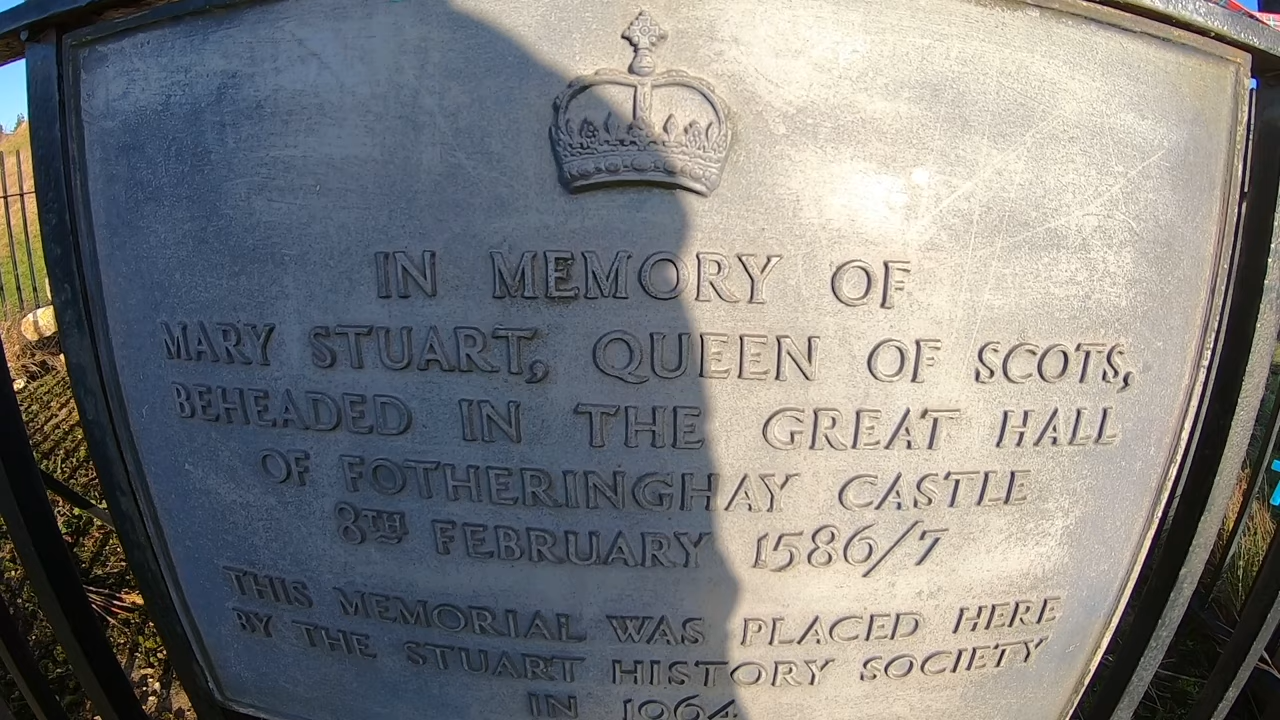 IN MEMORY OF
MARY STUART, QUEEN OF SCOTS,
BEHEADED IN THE GREAT HALL
OF FOTHERINGHAY CASTLE
8TH FEBRUARY 1586/7
THIS MEMORIAL WAS PLACED HERE
BY THE STUART HISTORY SOCIETY
IN 1964